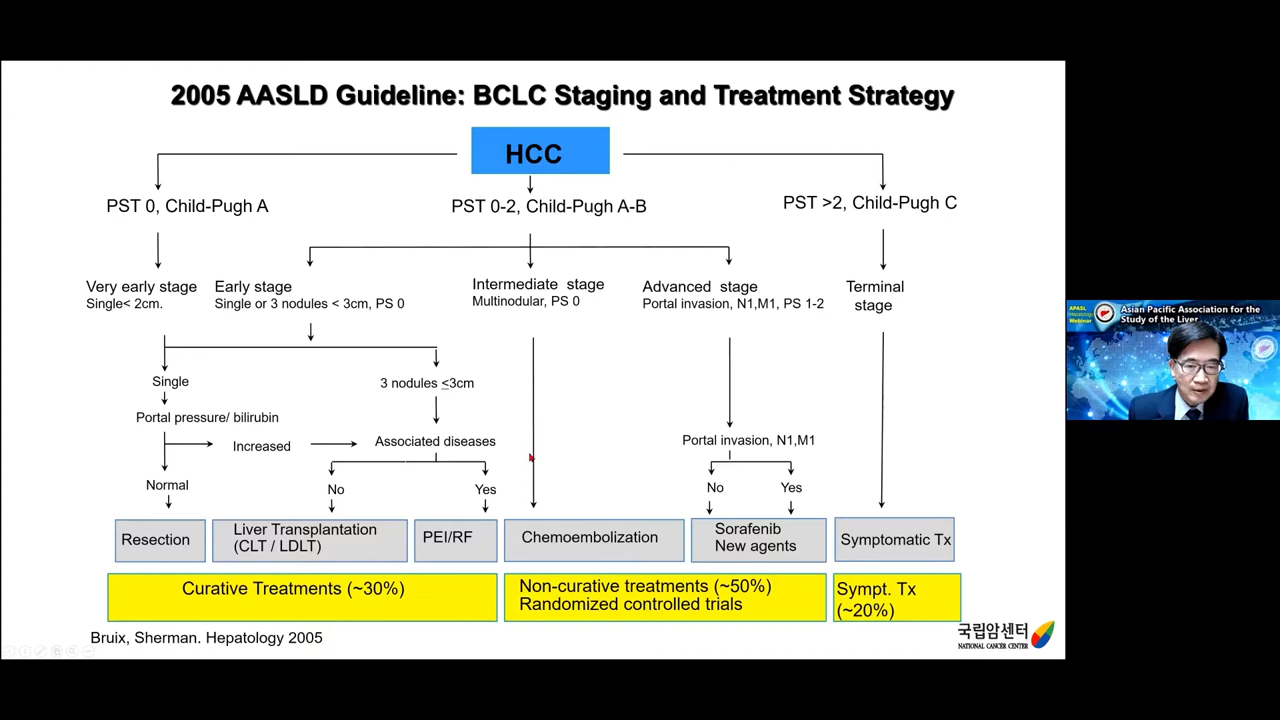 2005 AASLD Guideline: BCLC Staging and Treatment Strategy
HCC
PST 0, Child-Pugh A
PST 0-2, Child-Pugh A-B
PST >2, Child-Pugh C
Very early stage
Single< 2cm.
Early stage
Single or 3 nodules < 3cm, PS 0
Intermediate stage
Multinodular, PS 0
Advanced stage
Portal invasion, N1,M1, PS 1-2
Terminal
stage
Single
3 nodules ≤3cm
Portal pressure/ bilirubin
Increased
Associated diseases
Portal invasion, N1,M1
Normal
No
Yes
No
Yes
Resection
Liver Transplantation
(CLT / LDLT)
PEI/RF
Chemoembolization
Sorafenib
New agents
Symptomatic Tx
Curative Treatments (~30%)
Non-curative treatments (~50%)
Randomized controlled trials
Sympt. Tx
(~20%)
Bruix, Sherman. Hepatology 2005
국립암센터
NATIONAL CANCER CENTER
APASL
Hepatology
Webinar
Asian Pacific Association for the
Study of the Liver